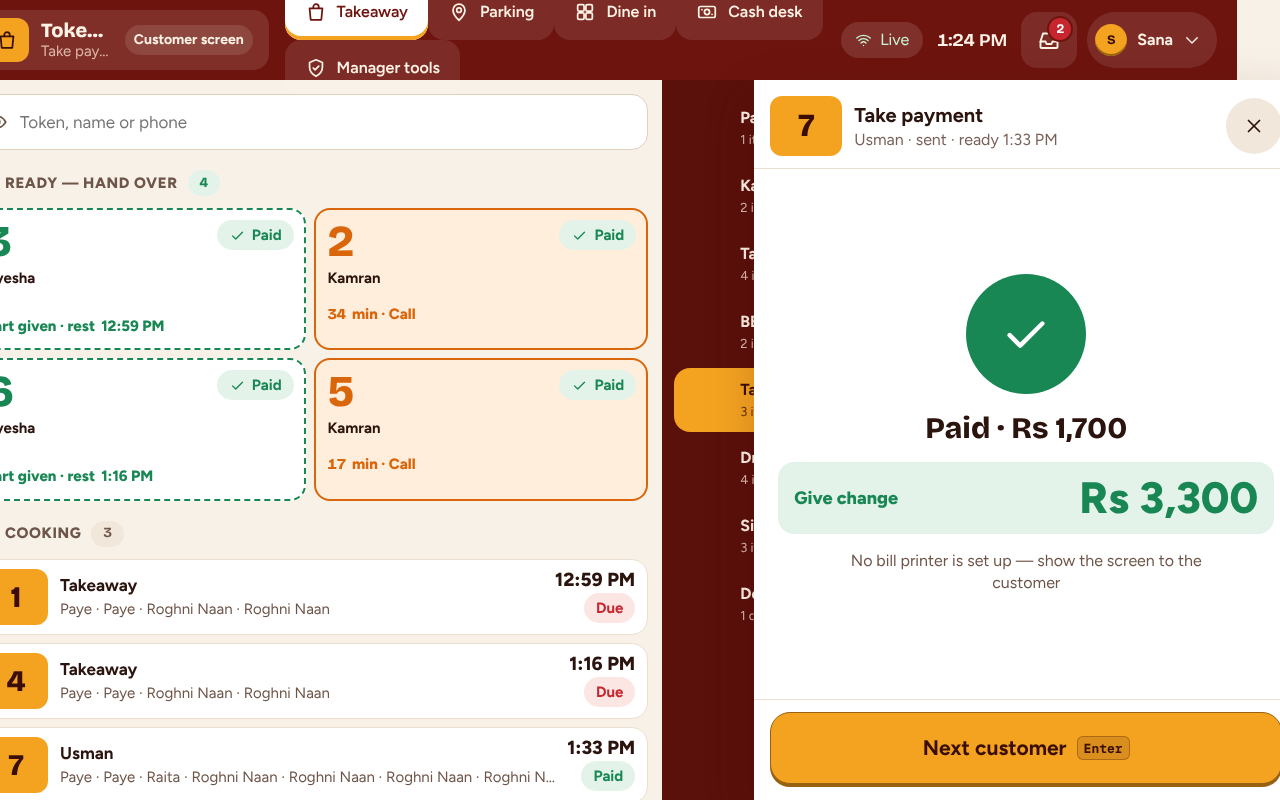 Toke...
Take pay...
Customer screen
Takeaway
Parking
Dine in
Cash desk
Manager tools
Live
1:24 PM
2
S
Sana
Token, name or phone
READY — HAND OVER 4
Paid
rt given · rest 12:59 PM
2
Paid
Kamran
34 min · Call
Paid
rt given · rest 1:16 PM
5
Paid
Kamran
17 min · Call
COOKING 3
1
Takeaway
Paye · Paye · Roghni Naan · Roghni Naan
12:59 PM
Due
4
Takeaway
Paye · Paye · Roghni Naan · Roghni Naan
1:16 PM
Due
7
Usman
Paye · Paye · Raita · Roghni Naan · Roghni Naan · Roghni Naan · Roghni N...
1:33 PM
Paid
7
Take payment
Usman · sent · ready 1:33 PM
Paid · Rs 1,700
Give change
Rs 3,300
No bill printer is set up — show the screen to the
customer
Next customer Enter